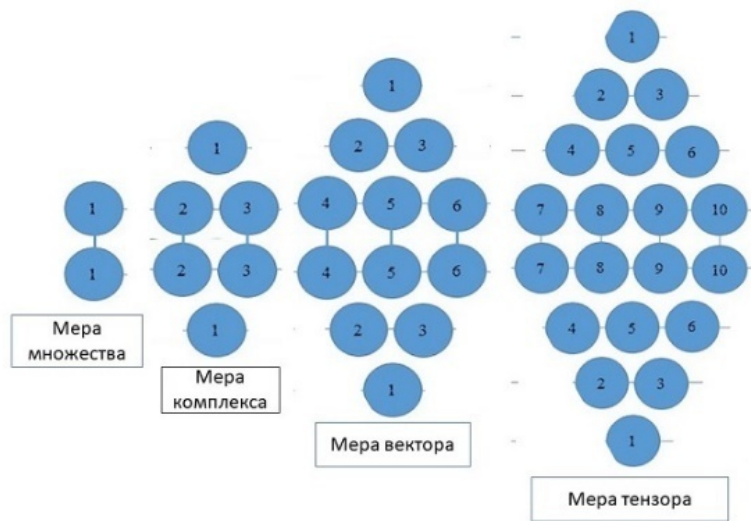 1
1
Мера
множества
1
2 3
2 3
1
Мера
комплекса
1
2 3
4 5 6
4 5 6
2 3
1
Мера вектора
1
2 3
4 5 6
7 8 9 10
7 8 9 10
4 5 6
2 3
1
Мера тензора